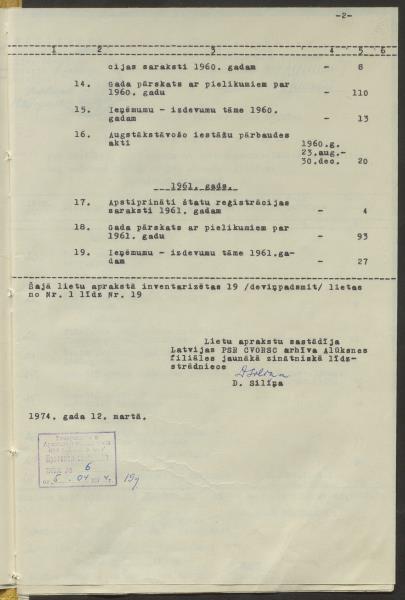 -2-
1 2 3 4 5 6
cijas saraksti 1960. gadam - 8
14. Gada pārskats ar pielikumiem par
1960. gadu - 110
15. Ieņēmumu - izdevumu tāme 1960.
gadam - 13
16. Augstākstāvošo iestāžu pārbaudes
akti 1960.g.
23.aug.-
30.dec. 20
1961. gads.
17. Apstiprināti štatu reģistrācijas
saraksti 1961. gadam - 4
18. Gada pārskats ar pielikumiem par
1961. gadu - 93
19. Ieņēmumu - izdevumu tāme 1961.ga-
dam - 27
Šajā lietu aprakstā inventarizētas 19 /deviņpadsmit/ lietas
no Nr. 1 līdz Nr. 19
Lietu aprakstu sastādīja
Latvijas PSR CVORSC arhīva Alūksnes
filiāles jaunākā zinātniskā līdz-
strādniece
D. Siliņa
1974. gada 12. martā.
6